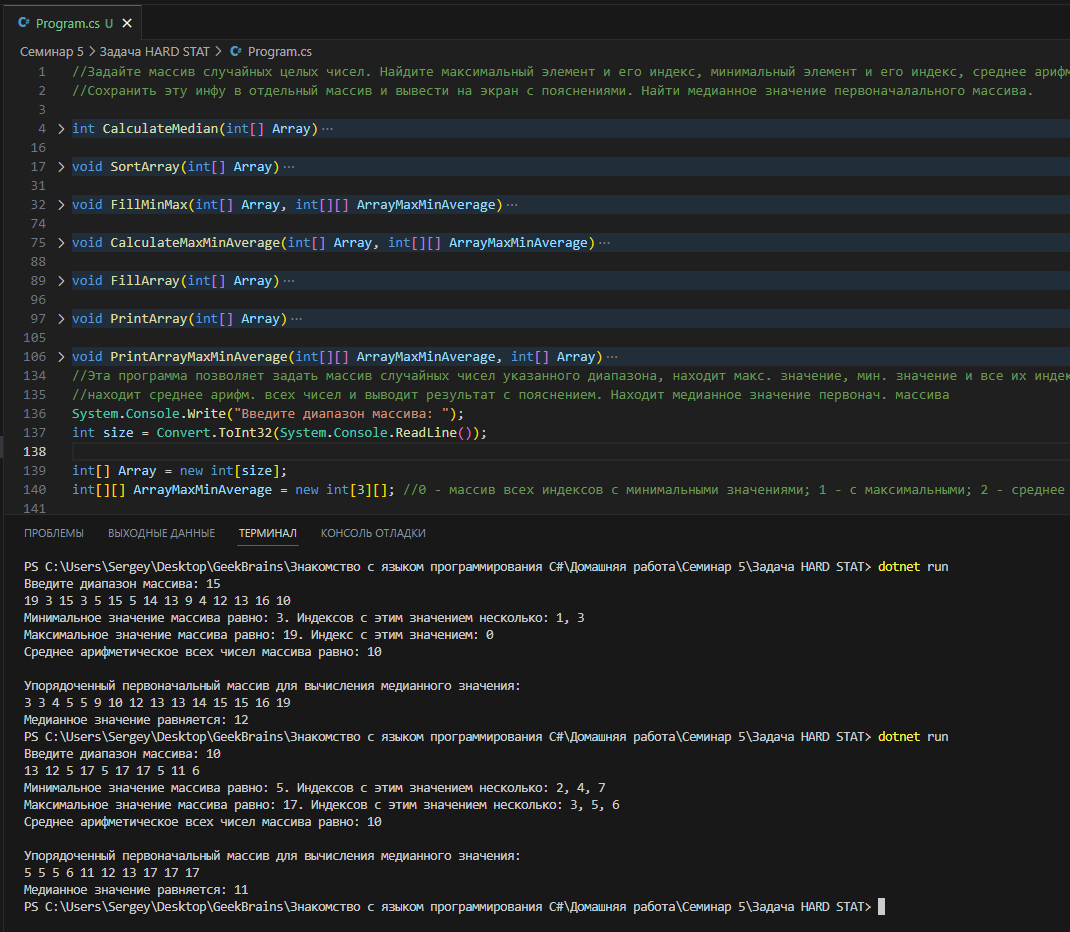 Program.cs U
Семинар 5 > Задача HARD STAT > Program.cs
1 //Задайте массив случайных целых чисел. Найдите максимальный элемент и его индекс, минимальный элемент и его индекс, среднее ариф
2 //Сохранить эту инфу в отдельный массив и вывести на экран с пояснениями. Найти медианное значение первоначалального массива.
3
4 > int CalculateMedian(int[] Array) ···
16
17 > void SortArray(int[] Array) ···
31
32 > void FillMinMax(int[] Array, int[][] ArrayMaxMinAverage) ···
74
75 > void CalculateMaxMinAverage(int[] Array, int[][] ArrayMaxMinAverage) ···
88
89 > void FillArray(int[] Array) ···
96
97 > void PrintArray(int[] Array) ···
105
106 > void PrintArrayMaxMinAverage(int[][] ArrayMaxMinAverage, int[] Array) ···
134 //Эта программа позволяет задать массив случайных чисел указанного диапазона, находит макс. значение, мин. значение и все их инде
135 //находит среднее арифм. всех чисел и выводит результат с пояснением. Находит медианное значение первонач. массива
136 System.Console.Write("Введите диапазон массива: ");
137 int size = Convert.ToInt32(System.Console.ReadLine());
138
139 int[] Array = new int[size];
140 int[][] ArrayMaxMinAverage = new int[3][]; //0 - массив всех индексов с минимальными значениями; 1 - с максимальными; 2 - среднее
141
ПРОБЛЕМЫ ВЫХОДНЫЕ ДАННЫЕ ТЕРМИНАЛ КОНСОЛЬ ОТЛАДКИ
PS C:\Users\Sergey\Desktop\GeekBrains\Знакомство с языком программирования C#\Домашняя работа\Семинар 5\Задача HARD STAT> dotnet run
Введите диапазон массива: 15
19 3 15 3 5 15 5 14 13 9 4 12 13 16 10
Минимальное значение массива равно: 3. Индексов с этим значением несколько: 1, 3
Максимальное значение массива равно: 19. Индекс с этим значением: 0
Среднее арифметическое всех чисел массива равно: 10
Упорядоченный первоначальный массив для вычисления медианного значения:
3 3 4 5 5 9 10 12 13 13 14 15 15 16 19
Медианное значение равняется: 12
PS C:\Users\Sergey\Desktop\GeekBrains\Знакомство с языком программирования C#\Домашняя работа\Семинар 5\Задача HARD STAT> dotnet run
Введите диапазон массива: 10
13 12 5 17 5 17 17 5 11 6
Минимальное значение массива равно: 5. Индексов с этим значением несколько: 2, 4, 7
Максимальное значение массива равно: 17. Индексов с этим значением несколько: 3, 5, 6
Среднее арифметическое всех чисел массива равно: 10
Упорядоченный первоначальный массив для вычисления медианного значения:
5 5 5 6 11 12 13 17 17 17
Медианное значение равняется: 11
PS C:\Users\Sergey\Desktop\GeekBrains\Знакомство с языком программирования C#\Домашняя работа\Семинар 5\Задача HARD STAT>